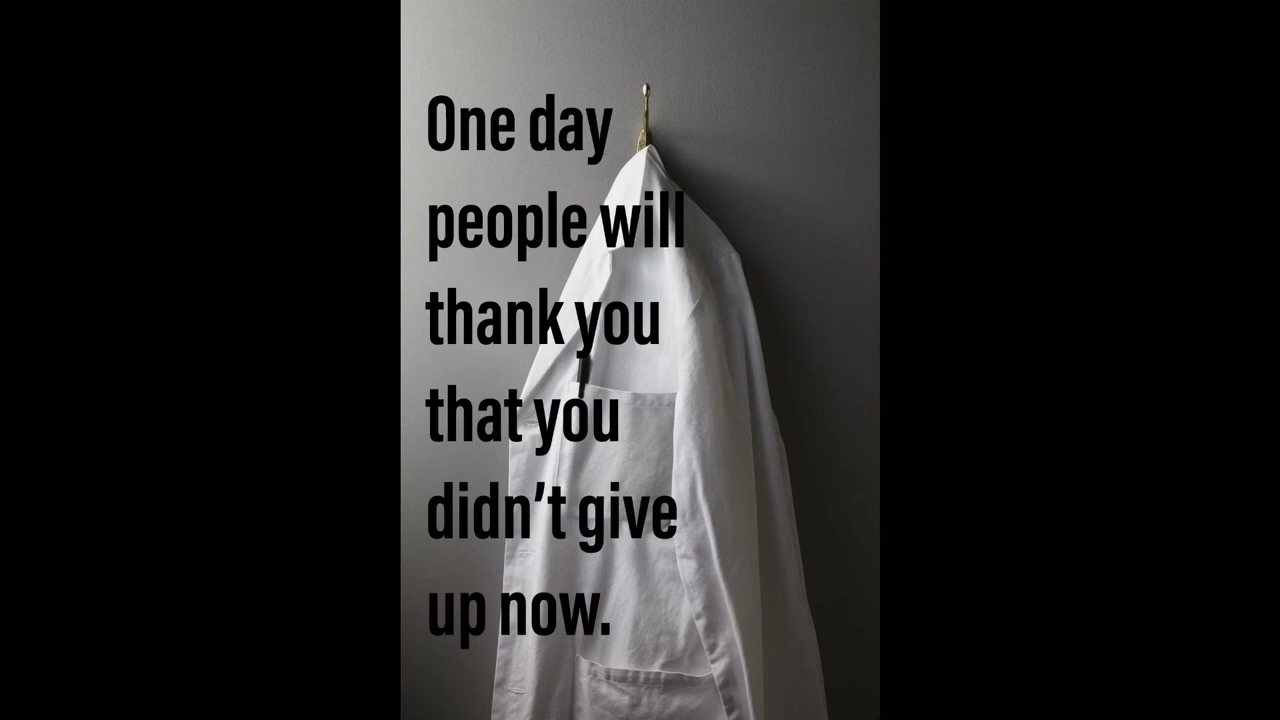 One day
people will
thank you
that you
didn’t give
up now.